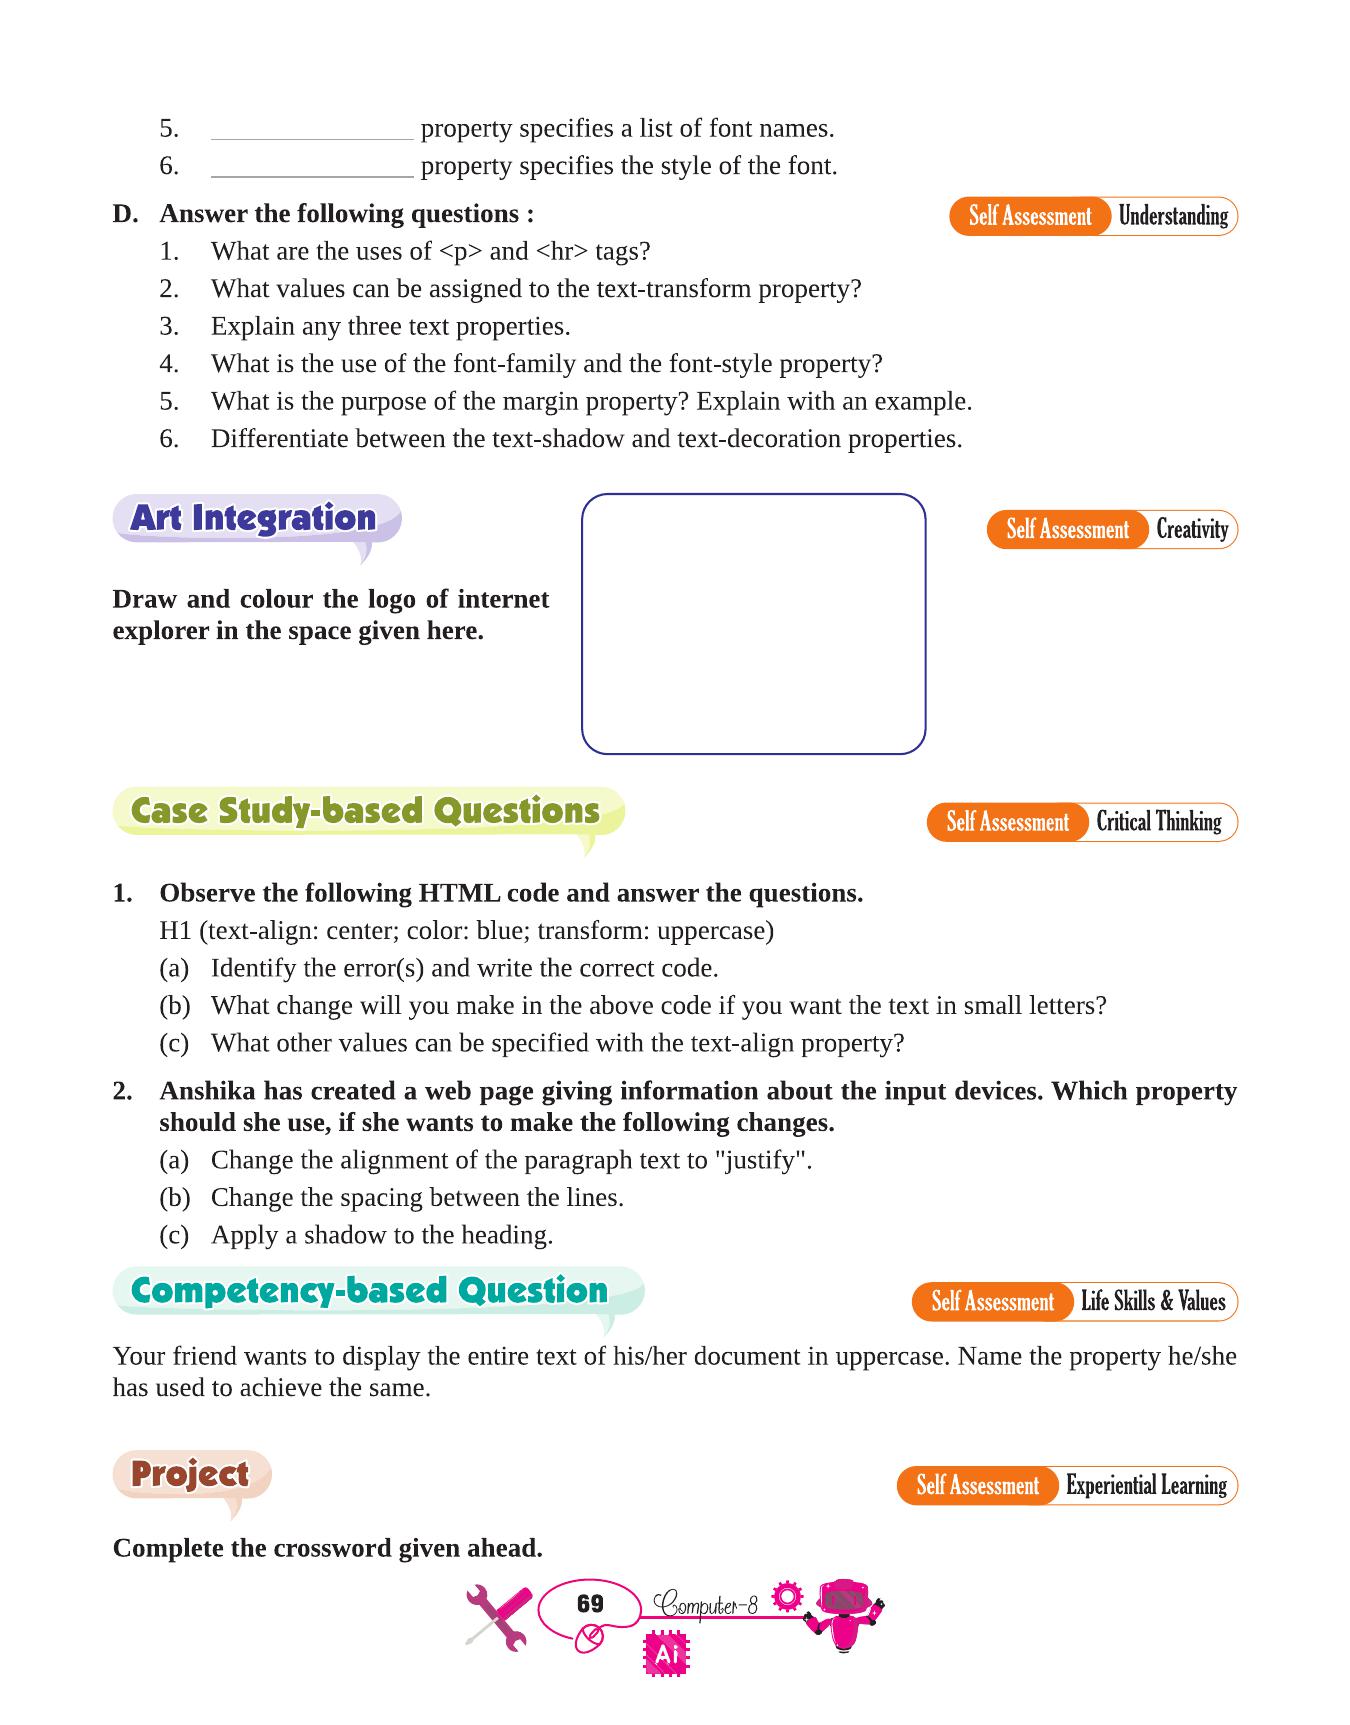 5. ______________ property specifies a list of font names.
6. ______________ property specifies the style of the font.
D. Answer the following questions :
Self Assessment Understanding
1. What are the uses of <p> and <hr> tags?
2. What values can be assigned to the text-transform property?
3. Explain any three text properties.
4. What is the use of the font-family and the font-style property?
5. What is the purpose of the margin property? Explain with an example.
6. Differentiate between the text-shadow and text-decoration properties.
Art Integration
Self Assessment Creativity
Draw and colour the logo of internet
explorer in the space given here.
Case Study-based Questions
Self Assessment Critical Thinking
1. Observe the following HTML code and answer the questions.
H1 (text-align: center; color: blue; transform: uppercase)
(a) Identify the error(s) and write the correct code.
(b) What change will you make in the above code if you want the text in small letters?
(c) What other values can be specified with the text-align property?
2. Anshika has created a web page giving information about the input devices. Which property
should she use, if she wants to make the following changes.
(a) Change the alignment of the paragraph text to "justify".
(b) Change the spacing between the lines.
(c) Apply a shadow to the heading.
Competency-based Question
Self Assessment Life Skills & Values
Your friend wants to display the entire text of his/her document in uppercase. Name the property he/she
has used to achieve the same.
Project
Self Assessment Experiential Learning
Complete the crossword given ahead.
69 Computer-8
Ai